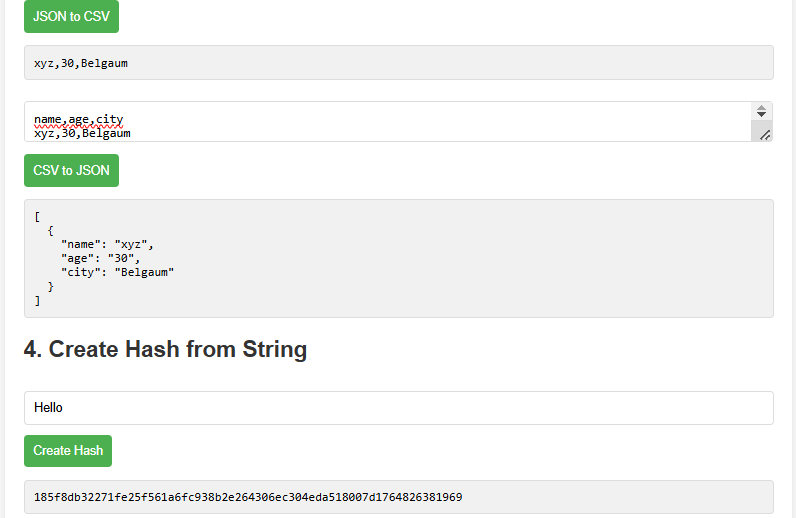 JSON to CSV
xyz,30,Belgaum
name,age,city
xyz,30,Belgaum
CSV to JSON
[
  {
    "name": "xyz",
    "age": "30",
    "city": "Belgaum"
  }
]
4. Create Hash from String
Hello
Create Hash
185f8db32271fe25f561a6fc938b2e264306ec304eda518007d1764826381969